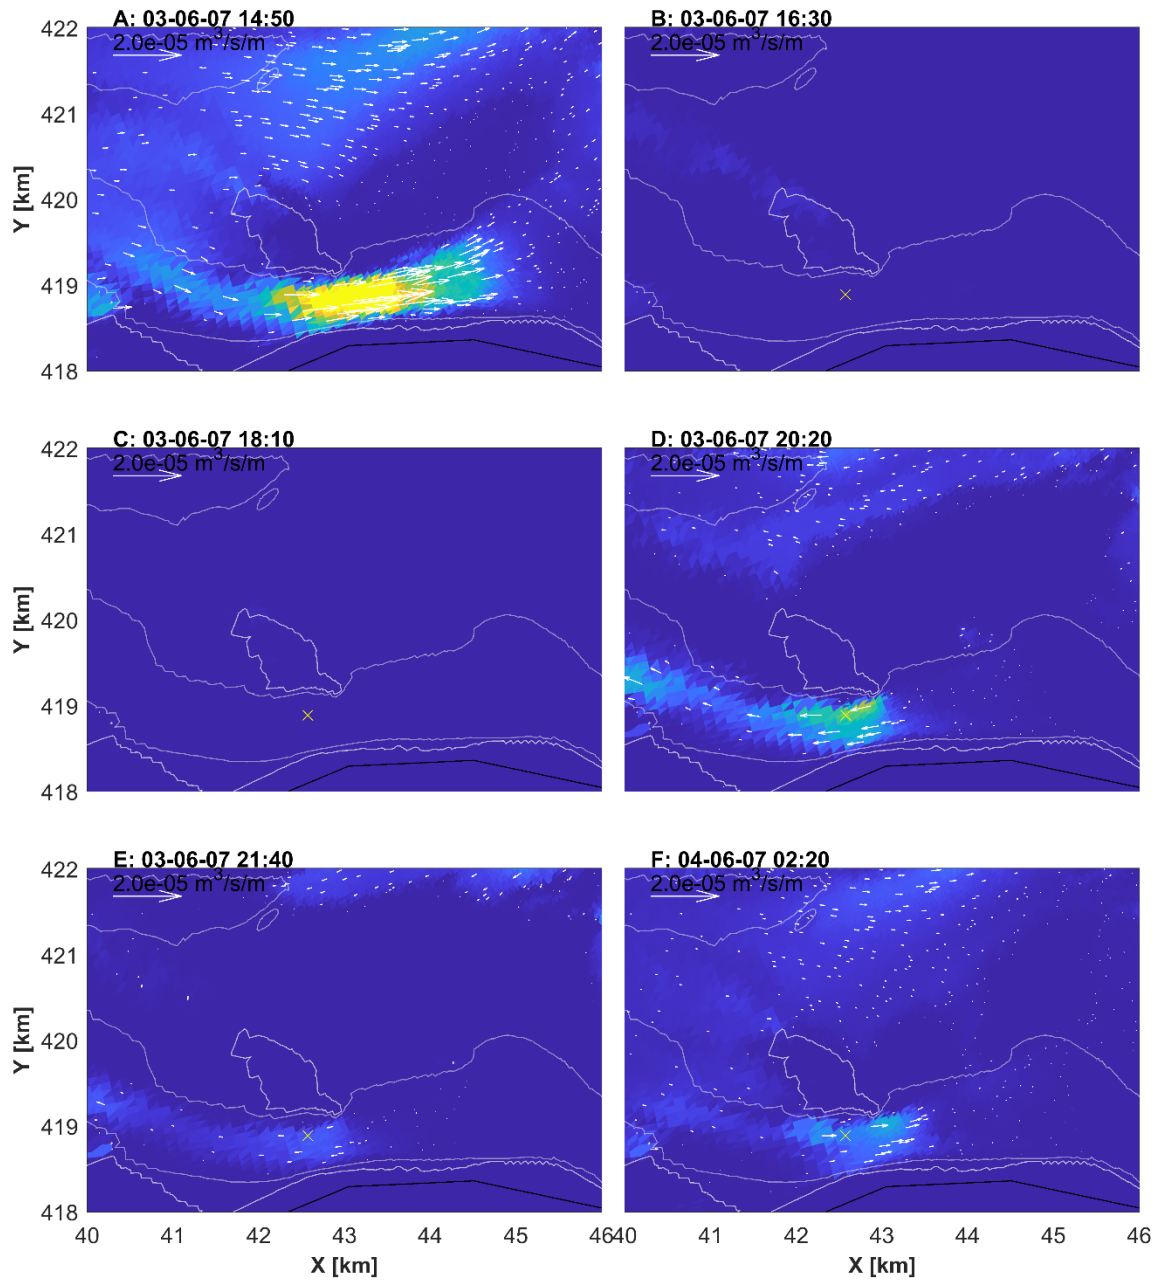 A: 03-06-07 14:50
2.0e-05 m³/s/m
B: 03-06-07 16:30
2.0e-05 m³/s/m
422
421
420
419
418
Y [km]
C: 03-06-07 18:10
2.0e-05 m³/s/m
D: 03-06-07 20:20
2.0e-05 m³/s/m
422
421
420
419
418
Y [km]
E: 03-06-07 21:40
2.0e-05 m³/s/m
F: 04-06-07 02:20
2.0e-05 m³/s/m
422
421
420
419
418
Y [km]
40 41 42 43 44 45 46
40 41 42 43 44 45 46
X [km]
X [km]